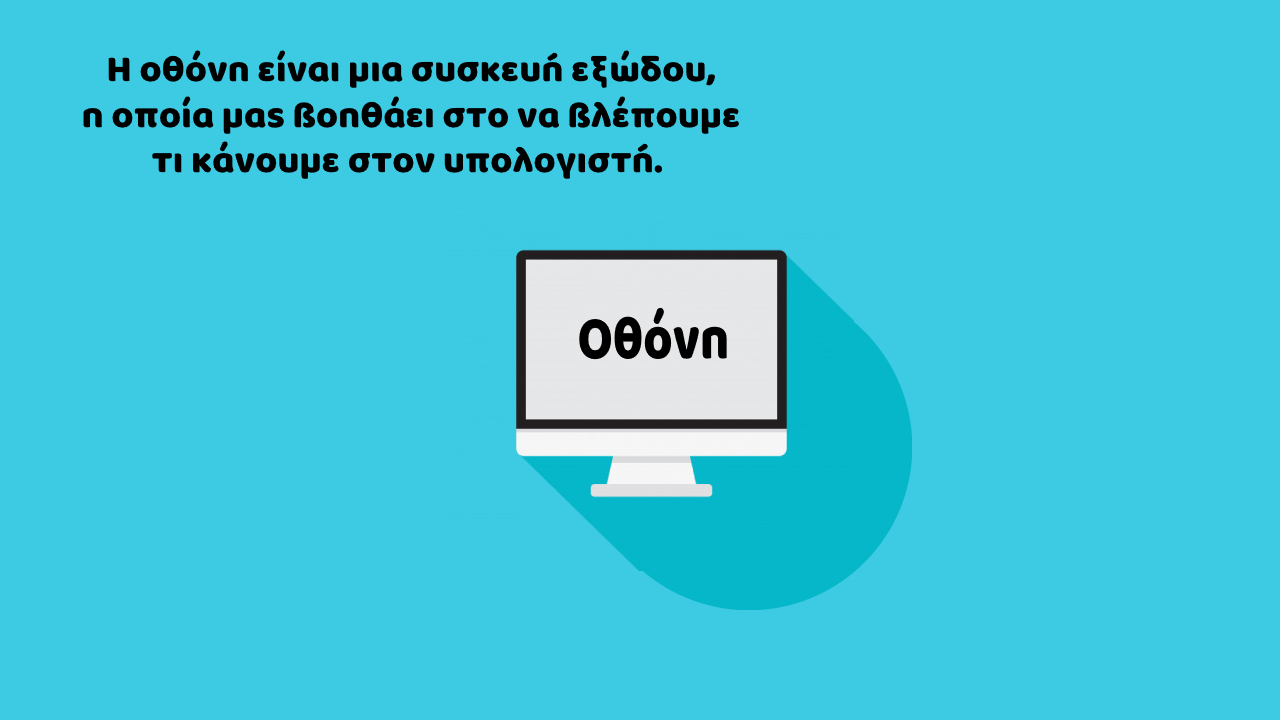 Η οθόνη είναι μια συσκευή εξώδου,
η οποία μας βοηθάει στο να βλέπουμε
τι κάνουμε στον υπολογιστή.
Οθόνη